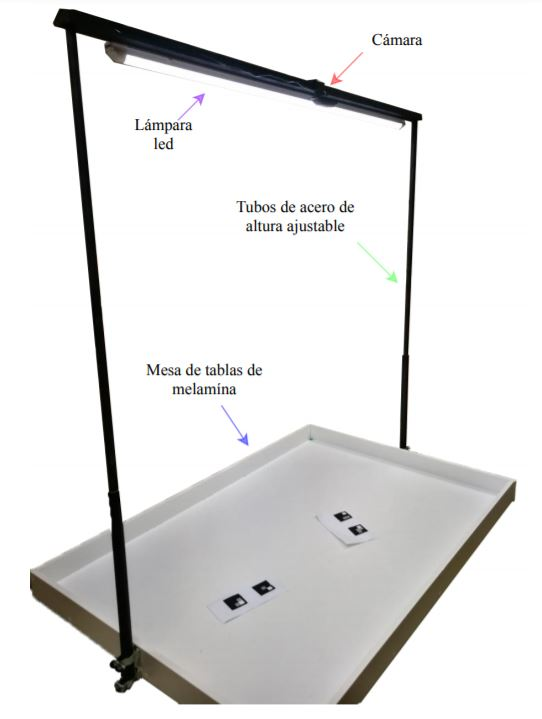 Cámara
Lámpara
led
Tubos de acero de
altura ajustable
Mesa de tablas de
melamína